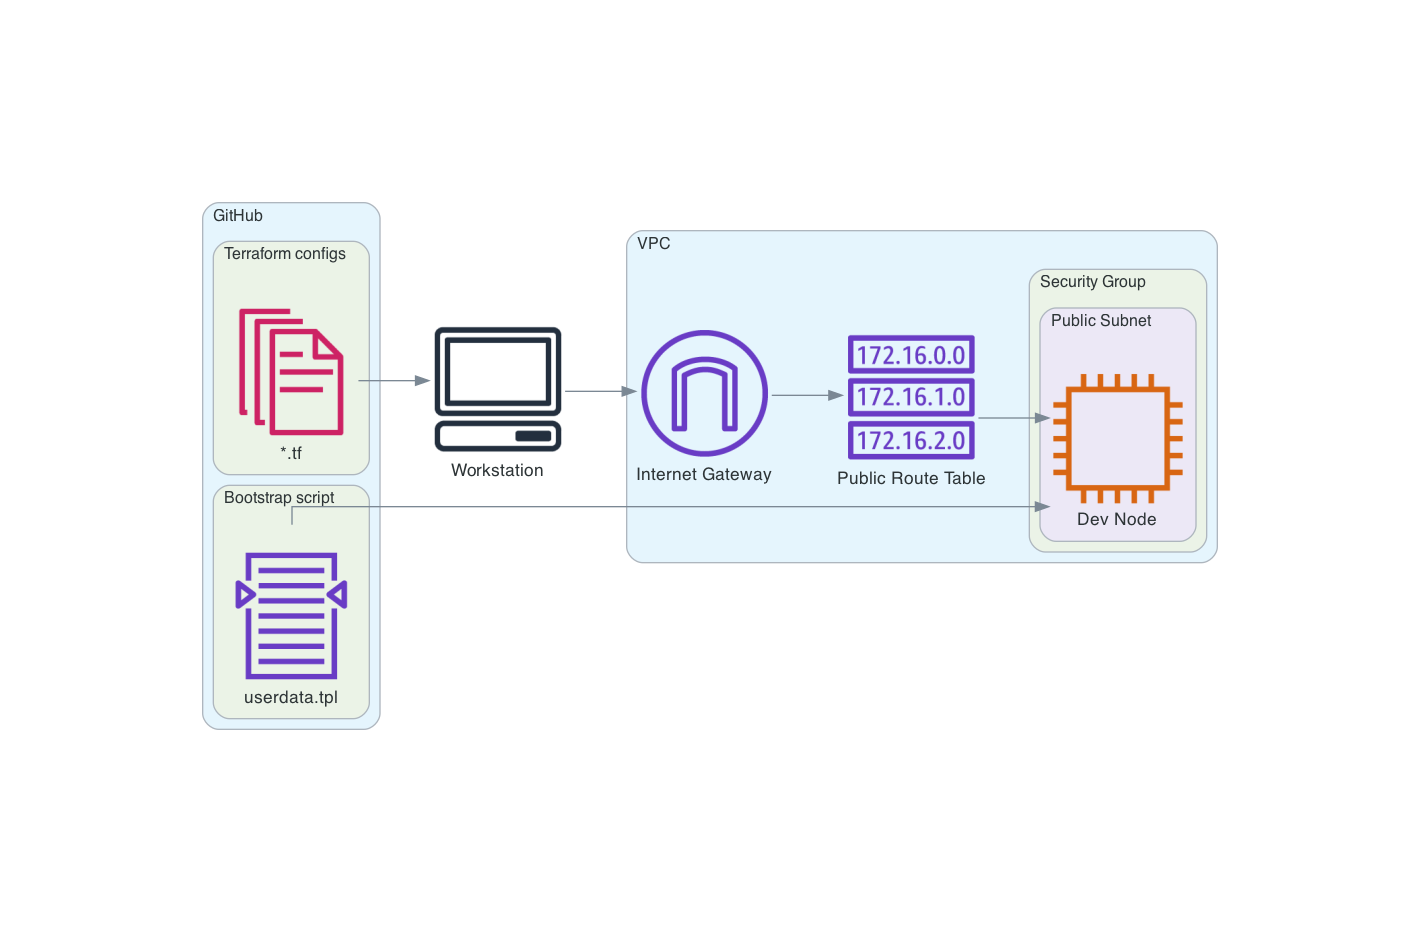 GitHub
Terraform configs
*.tf
Bootstrap script
userdata.tpl
Workstation
VPC
Internet Gateway
172.16.0.0
172.16.1.0
172.16.2.0
Public Route Table
Security Group
Public Subnet
Dev Node